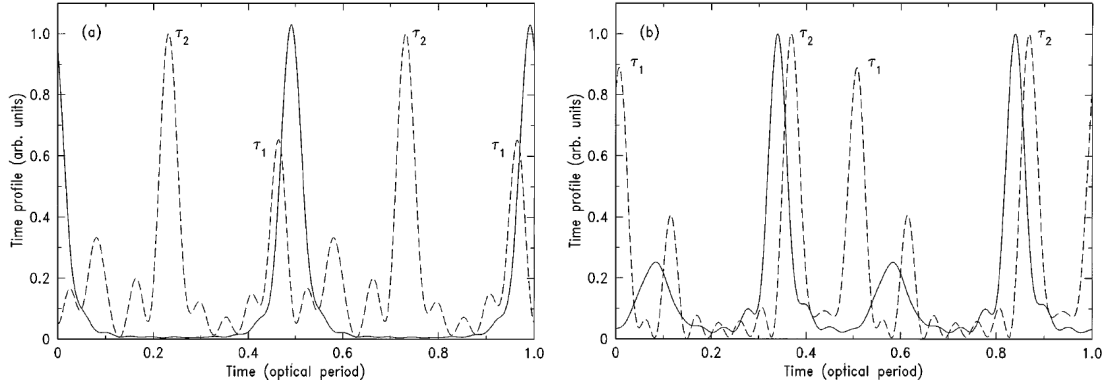 (a)
τ2
τ2
τ1
τ1
Time profile (arb. units)
1.0
0.8
0.6
0.4
0.2
0
0 0.2 0.4 0.6 0.8 1.0
Time (optical period)
(b)
τ2
τ2
τ1
τ1
Time profile (arb. units)
1.0
0.8
0.6
0.4
0.2
0
0 0.2 0.4 0.6 0.8 1.0
Time (optical period)